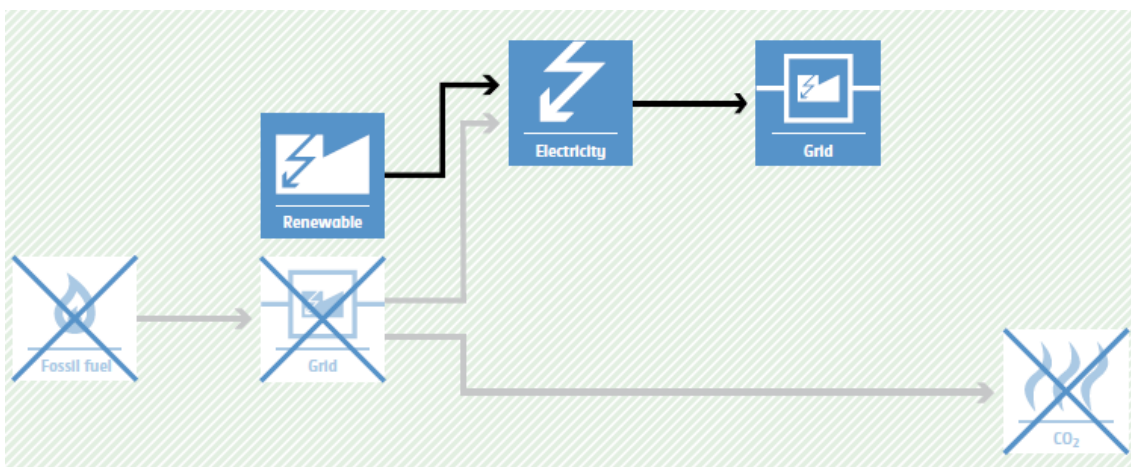 Electricity
Grid
Renewable
Fossil fuel
Grid
CO₂